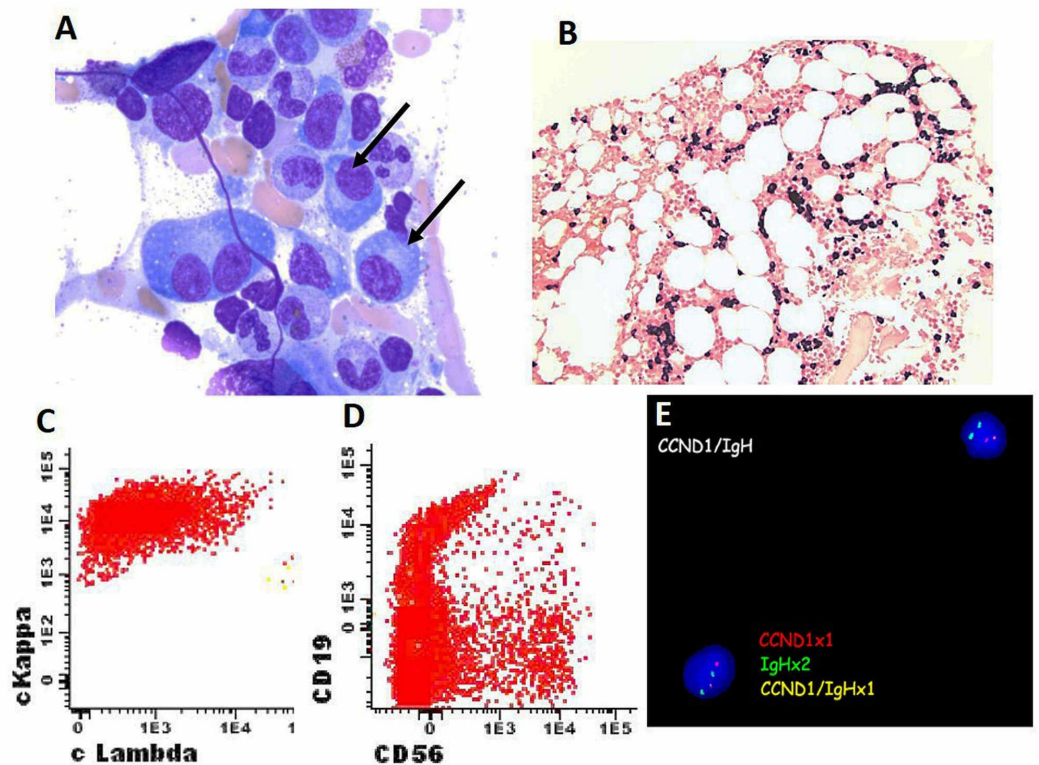 A
B
C
1E5
1E4
1E3
1E2
0
cKappa
0
1E3
1E4
1
c Lambda
D
1E5
1E4
1E3
0
CD19
0
1E3
1E4
1E5
CD56
E
CCND1/IgH
CCND1x1
IgHx2
CCND1/IgHx1